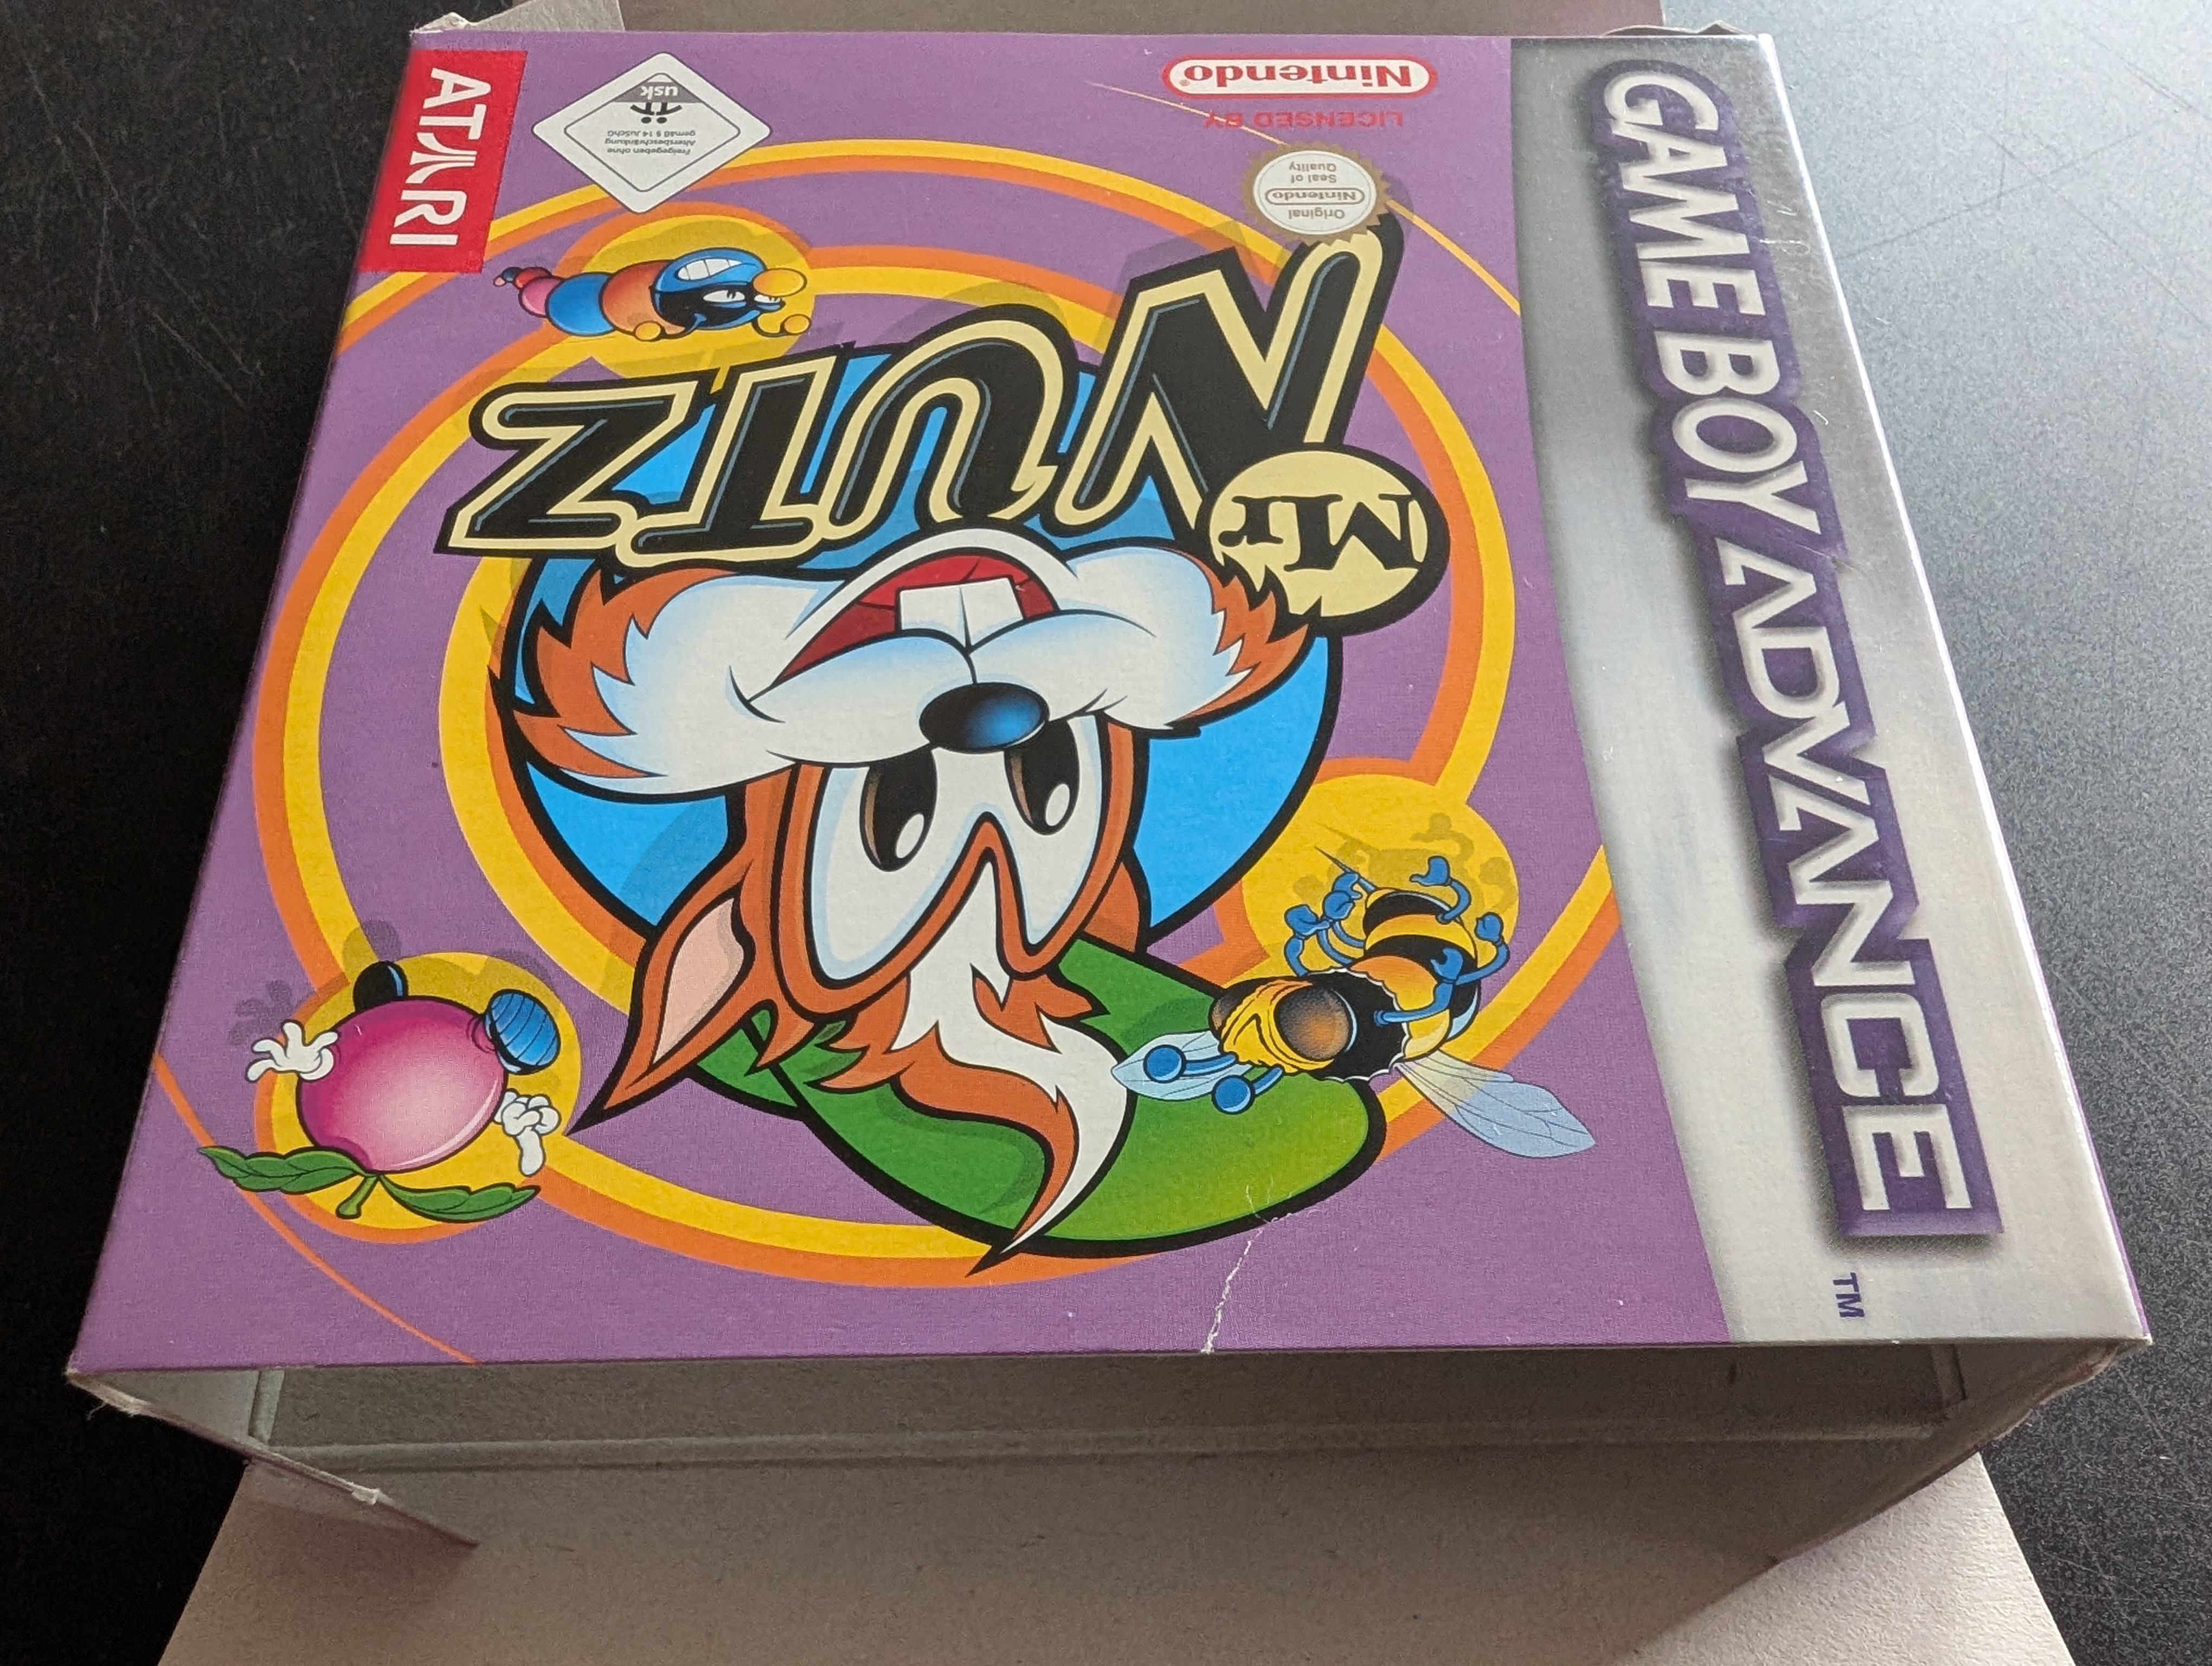 GAME BOY ADVANCE
TM
Mr
NUTZ
Original
Nintendo
Seal of
Quality
LICENSED BY
Nintendo®
Freigegeben ohne
Altersbeschränkung
gemäß § 14 JuSchG
USK
ATARI